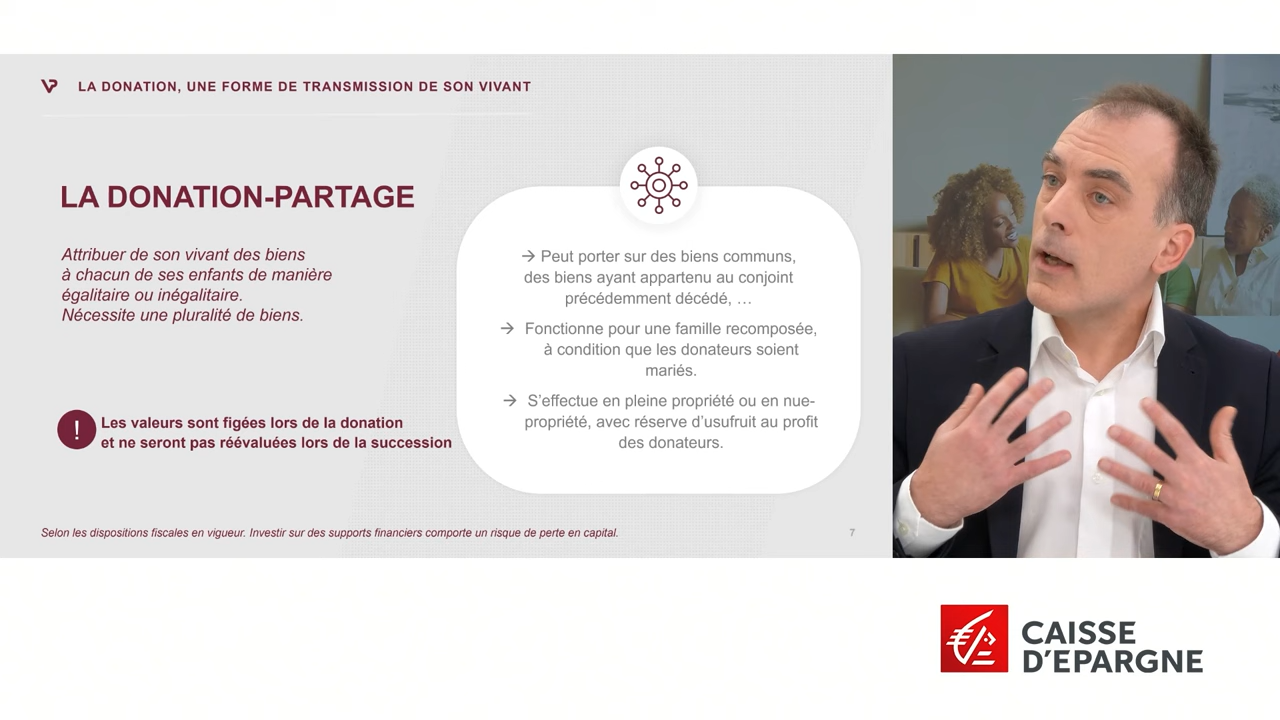 LA DONATION, UNE FORME DE TRANSMISSION DE SON VIVANT
LA DONATION-PARTAGE
Attribuer de son vivant des biens
à chacun de ses enfants de manière
égalitaire ou inégalitaire.
Nécessite une pluralité de biens.
! Les valeurs sont figées lors de la donation
et ne seront pas réévaluées lors de la succession
→ Peut porter sur des biens communs,
des biens ayant appartenu au conjoint
précédemment décédé, …
→ Fonctionne pour une famille recomposée,
à condition que les donateurs soient
mariés.
→ S’effectue en pleine propriété ou en nue-
propriété, avec réserve d’usufruit au profit
des donateurs.
Selon les dispositions fiscales en vigueur. Investir sur des supports financiers comporte un risque de perte en capital.
7
CAISSE
D’EPARGNE